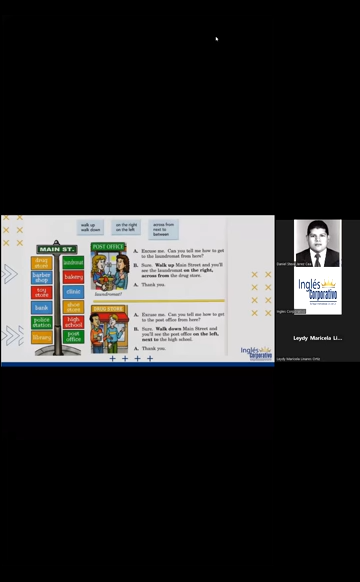 walk up
walk down
on the right
on the left
across from
next to
between
MAIN ST.
drug store
laundromat
barber shop
bakery
toy store
clinic
bank
shoe store
police station
high school
library
post office
POST OFFICE
laundromat?
A. Excuse me. Can you tell me how to get
to the laundromat from here?
B. Sure. Walk up Main Street and you'll
see the laundromat on the right,
across from the drug store.
A. Thank you.
DRUG STORE
A. Excuse me. Can you tell me how to get
to the post office from here?
B. Sure. Walk down Main Street and
you'll see the post office on the left,
next to the high school.
A. Thank you.
Inglés
Corporativo
Inglés
Corporativo
Leydy Maricela Li...